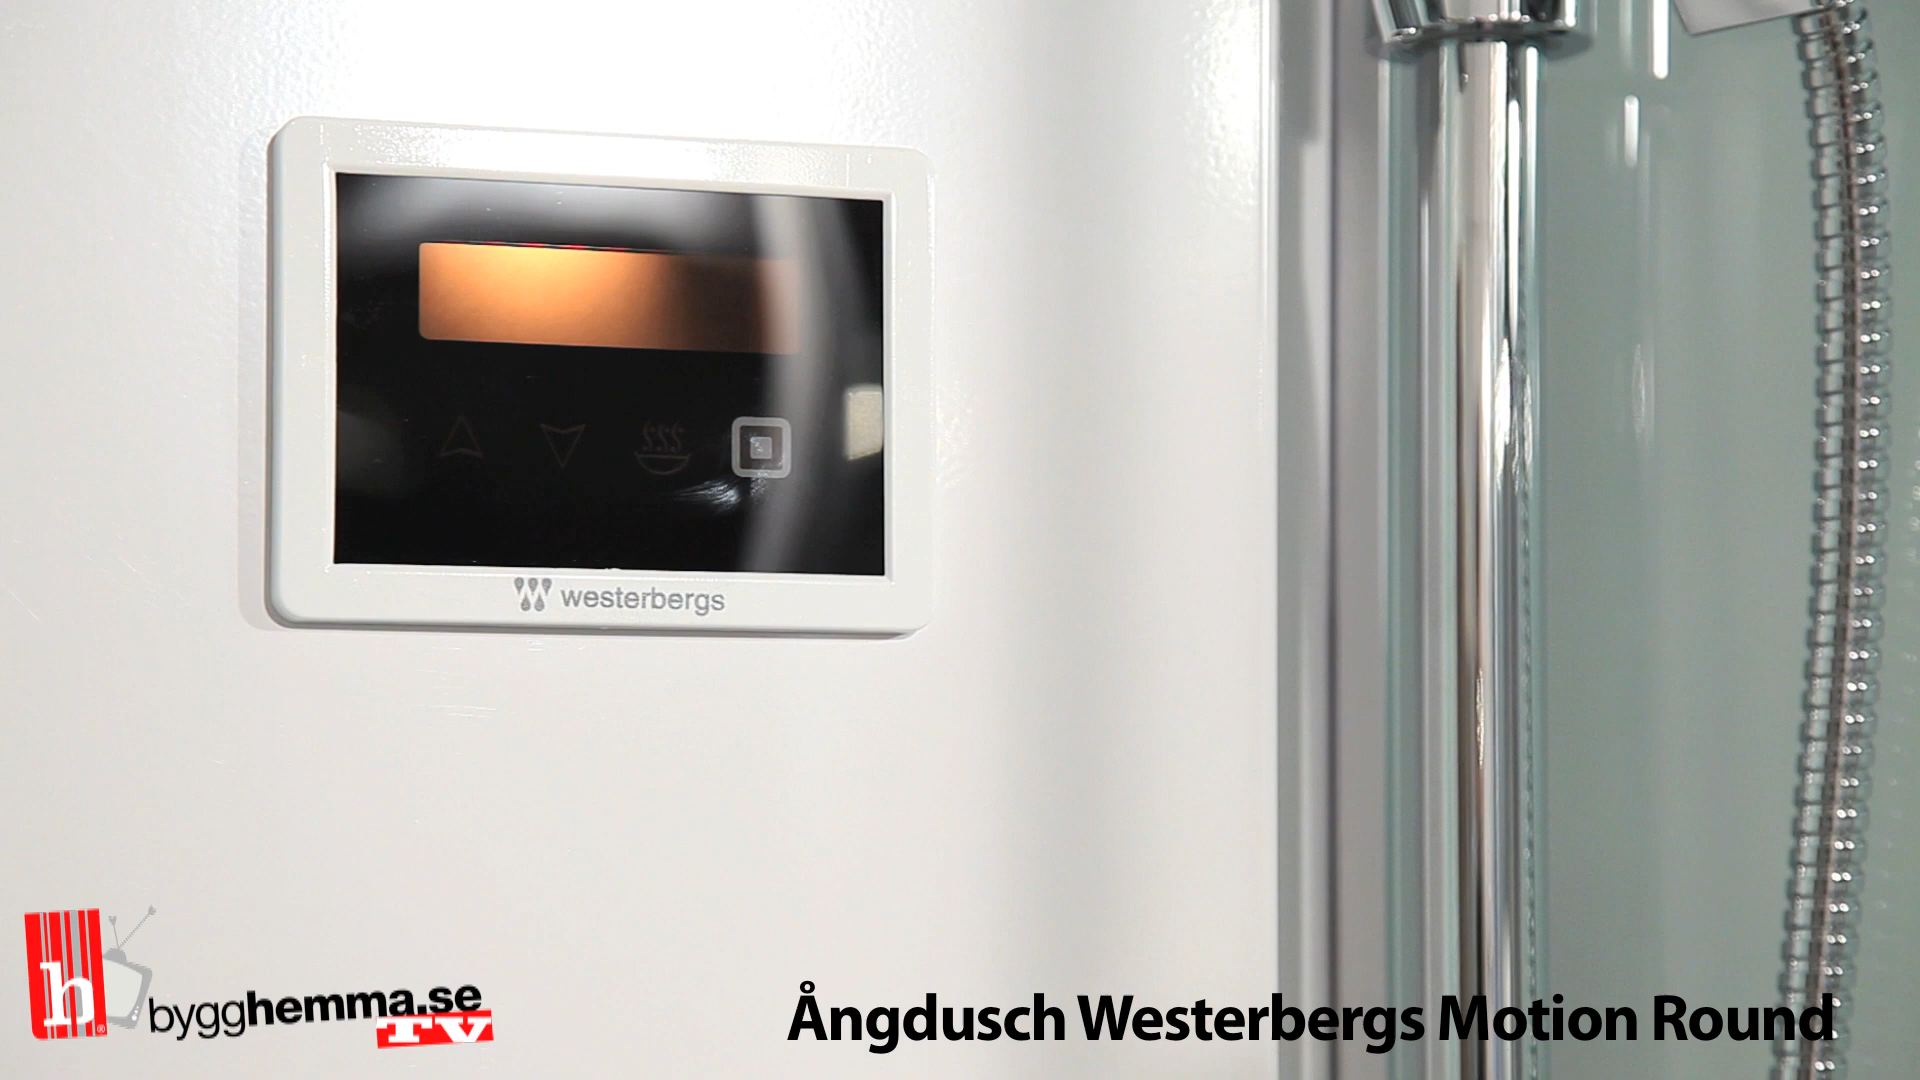 westerbergs
h
bygghemma.se
TV
Ångdusch Westerbergs Motion Round